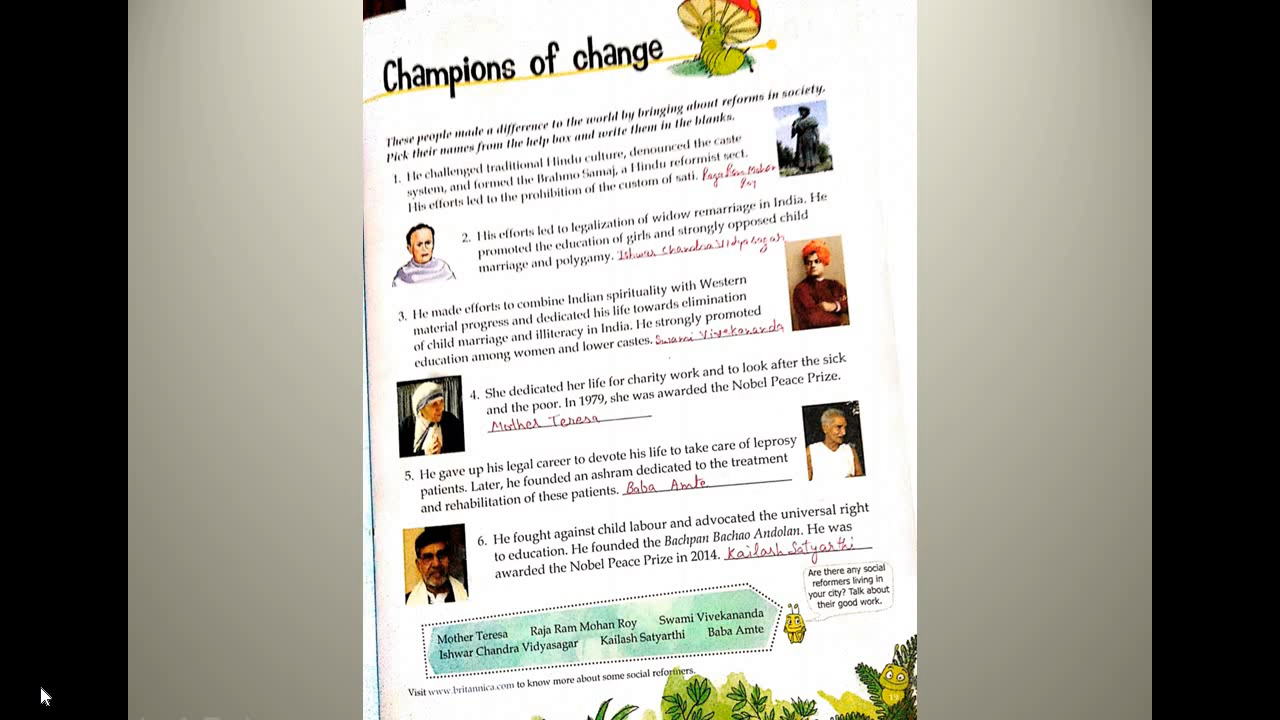 Champions of change
These people made a difference to the world by bringing about reforms in society.
Pick their names from the help box and write them in the blanks.
1. He challenged traditional Hindu culture, denounced the caste
system, and formed the Brahmo Samaj, a Hindu reformist sect.
His efforts led to the prohibition of the custom of sati. Raja Ram Mohan
Roy
2. His efforts led to legalization of widow remarriage in India. He
promoted the education of girls and strongly opposed child
marriage and polygamy. Ishwar Chandra Vidyasagar
3. He made efforts to combine Indian spirituality with Western
material progress and dedicated his life towards elimination
of child marriage and illiteracy in India. He strongly promoted
education among women and lower castes. Swami Vivekananda
4. She dedicated her life for charity work and to look after the sick
and the poor. In 1979, she was awarded the Nobel Peace Prize.
Mother Teresa
5. He gave up his legal career to devote his life to take care of leprosy
patients. Later, he founded an ashram dedicated to the treatment
and rehabilitation of these patients. Baba Amte
6. He fought against child labour and advocated the universal right
to education. He founded the Bachpan Bachao Andolan. He was
awarded the Nobel Peace Prize in 2014. Kailash Satyarthi
Are there any social
reformers living in
your city? Talk about
their good work.
Mother Teresa Raja Ram Mohan Roy Swami Vivekananda
Ishwar Chandra Vidyasagar Kailash Satyarthi Baba Amte
Visit www.britannica.com to know more about some social reformers.
19